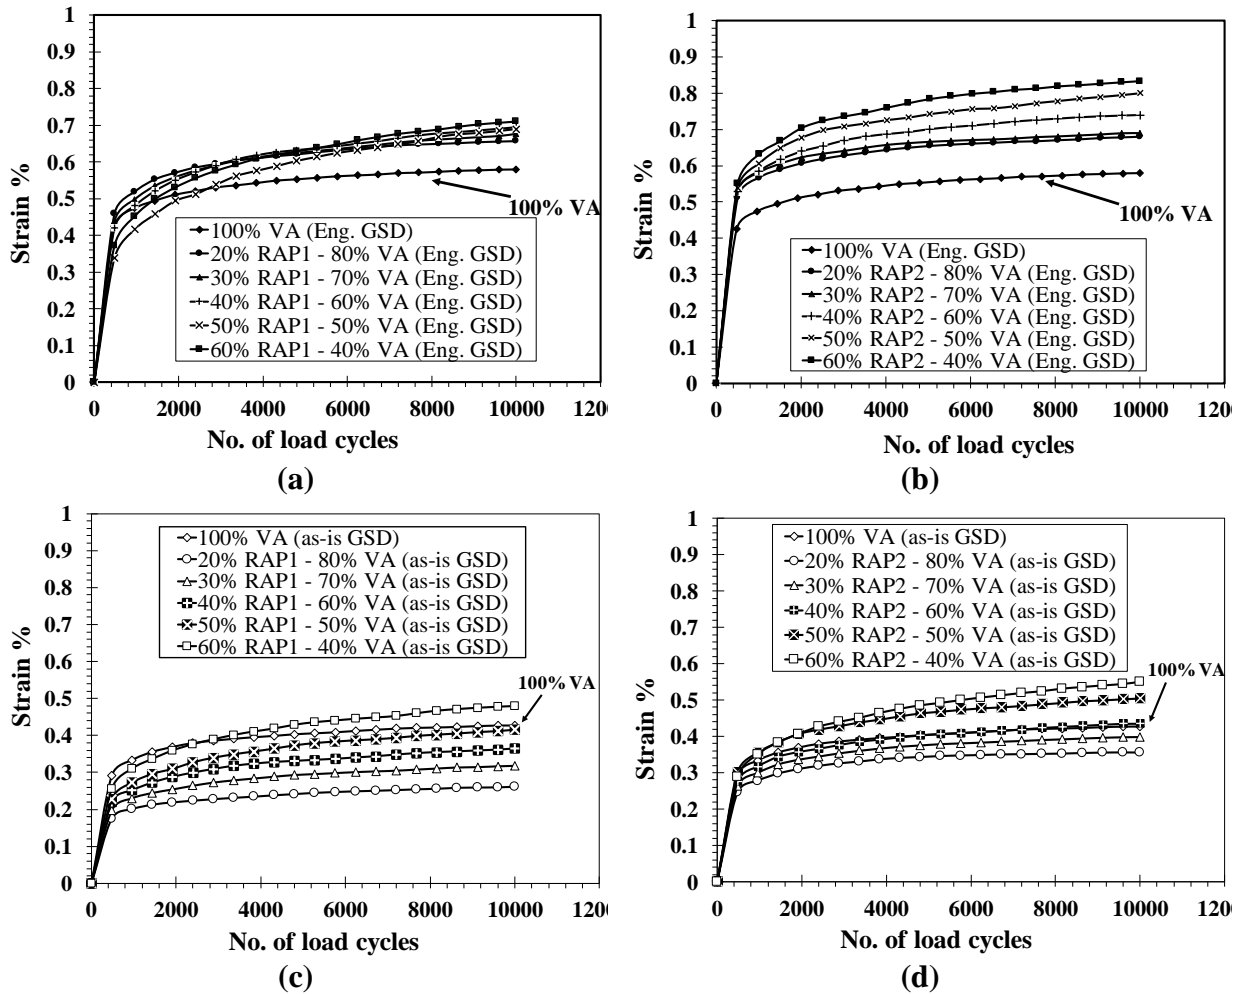 1
0.9
0.8
0.7
0.6
0.5
0.4
0.3
0.2
0.1
0
Strain %
100% VA
100% VA (Eng. GSD)
20% RAP1 - 80% VA (Eng. GSD)
30% RAP1 - 70% VA (Eng. GSD)
40% RAP1 - 60% VA (Eng. GSD)
50% RAP1 - 50% VA (Eng. GSD)
60% RAP1 - 40% VA (Eng. GSD)
0 2000 4000 6000 8000 10000 120
No. of load cycles
(a)
1
0.9
0.8
0.7
0.6
0.5
0.4
0.3
0.2
0.1
0
Strain %
100% VA
100% VA (Eng. GSD)
20% RAP2 - 80% VA (Eng. GSD)
30% RAP2 - 70% VA (Eng. GSD)
40% RAP2 - 60% VA (Eng. GSD)
50% RAP2 - 50% VA (Eng. GSD)
60% RAP2 - 40% VA (Eng. GSD)
0 2000 4000 6000 8000 10000 120
No. of load cycles
(b)
1
0.9
0.8
0.7
0.6
0.5
0.4
0.3
0.2
0.1
0
Strain %
100% VA (as-is GSD)
20% RAP1 - 80% VA (as-is GSD)
30% RAP1 - 70% VA (as-is GSD)
40% RAP1 - 60% VA (as-is GSD)
50% RAP1 - 50% VA (as-is GSD)
60% RAP1 - 40% VA (as-is GSD)
100% VA
0 2000 4000 6000 8000 10000 120
No. of load cycles
(c)
1
0.9
0.8
0.7
0.6
0.5
0.4
0.3
0.2
0.1
0
Strain %
100% VA (as-is GSD)
20% RAP2 - 80% VA (as-is GSD)
30% RAP2 - 70% VA (as-is GSD)
40% RAP2 - 60% VA (as-is GSD)
50% RAP2 - 50% VA (as-is GSD)
60% RAP2 - 40% VA (as-is GSD)
100% VA
0 2000 4000 6000 8000 10000 120
No. of load cycles
(d)